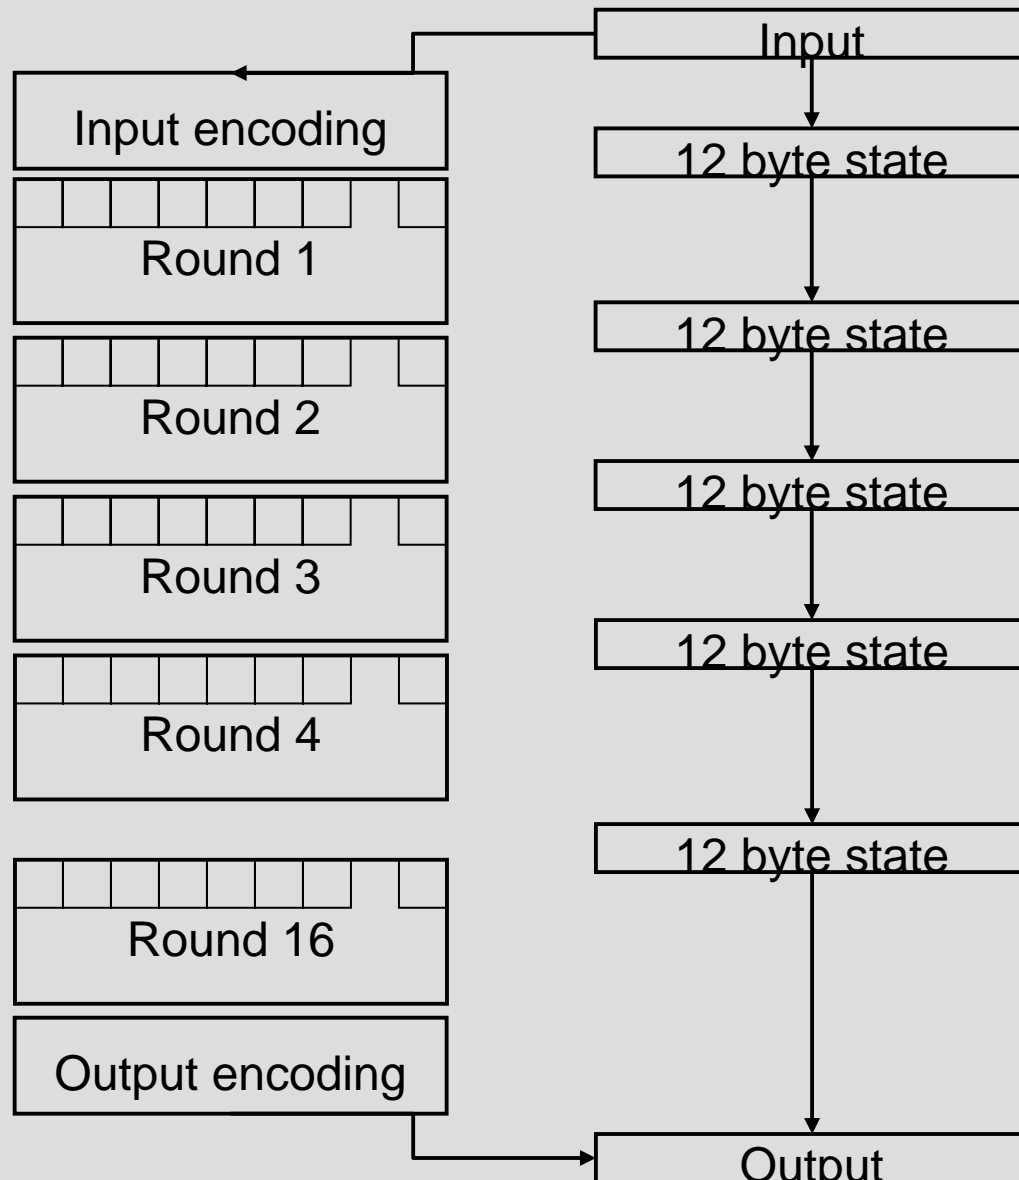 Input
Input encoding
12 byte state
Round 1
12 byte state
Round 2
12 byte state
Round 3
12 byte state
Round 4
12 byte state
Round 16
Output encoding
Output